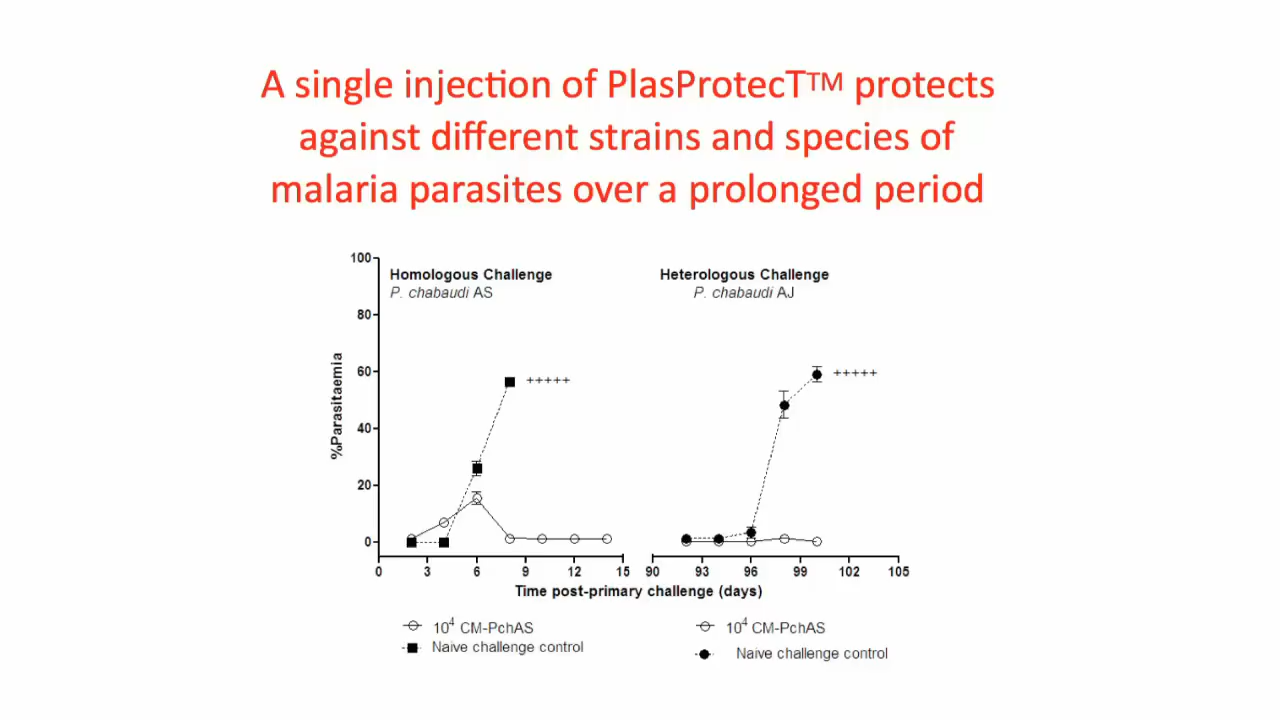 A single injection of PlasProtecT™ protects
against different strains and species of
malaria parasites over a prolonged period
Homologous Challenge
P. chabaudi AS
Heterologous Challenge
P. chabaudi AJ
%Parasitaemia
100
80
60
40
20
0
+++++
+++++
0 3 6 9 12 15
90 93 96 99 102 105
Time post-primary challenge (days)
10⁴ CM-PchAS
Naive challenge control
10⁴ CM-PchAS
Naive challenge control